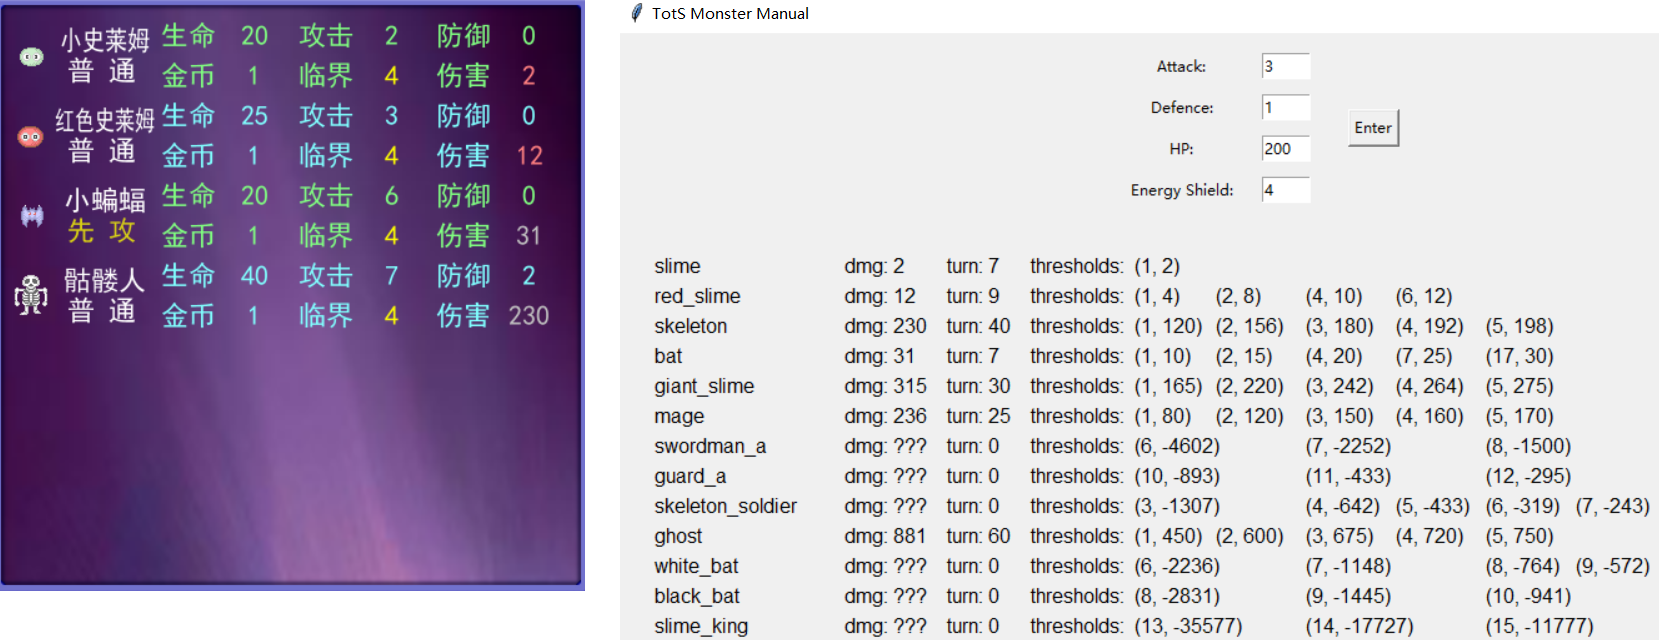 小史莱姆 生命 20 攻击 2 防御 0
普通 金币 1 临界 4 伤害 2
红色史莱姆 生命 25 攻击 3 防御 0
普通 金币 1 临界 4 伤害 12
小蝙蝠 生命 20 攻击 6 防御 0
先攻 金币 1 临界 4 伤害 31
骷髅人 生命 40 攻击 7 防御 2
普通 金币 1 临界 4 伤害 230
TotS Monster Manual
Attack: 3
Defence: 1
Enter
HP: 200
Energy Shield: 4
slime dmg: 2 turn: 7 thresholds: (1, 2)
red_slime dmg: 12 turn: 9 thresholds: (1, 4) (2, 8) (4, 10) (6, 12)
skeleton dmg: 230 turn: 40 thresholds: (1, 120) (2, 156) (3, 180) (4, 192) (5, 198)
bat dmg: 31 turn: 7 thresholds: (1, 10) (2, 15) (4, 20) (7, 25) (17, 30)
giant_slime dmg: 315 turn: 30 thresholds: (1, 165) (2, 220) (3, 242) (4, 264) (5, 275)
mage dmg: 236 turn: 25 thresholds: (1, 80) (2, 120) (3, 150) (4, 160) (5, 170)
swordman_a dmg: ??? turn: 0 thresholds: (6, -4602) (7, -2252) (8, -1500)
guard_a dmg: ??? turn: 0 thresholds: (10, -893) (11, -433) (12, -295)
skeleton_soldier dmg: ??? turn: 0 thresholds: (3, -1307) (4, -642) (5, -433) (6, -319) (7, -243)
ghost dmg: 881 turn: 60 thresholds: (1, 450) (2, 600) (3, 675) (4, 720) (5, 750)
white_bat dmg: ??? turn: 0 thresholds: (6, -2236) (7, -1148) (8, -764) (9, -572)
black_bat dmg: ??? turn: 0 thresholds: (8, -2831) (9, -1445) (10, -941)
slime_king dmg: ??? turn: 0 thresholds: (13, -35577) (14, -17727) (15, -11777)